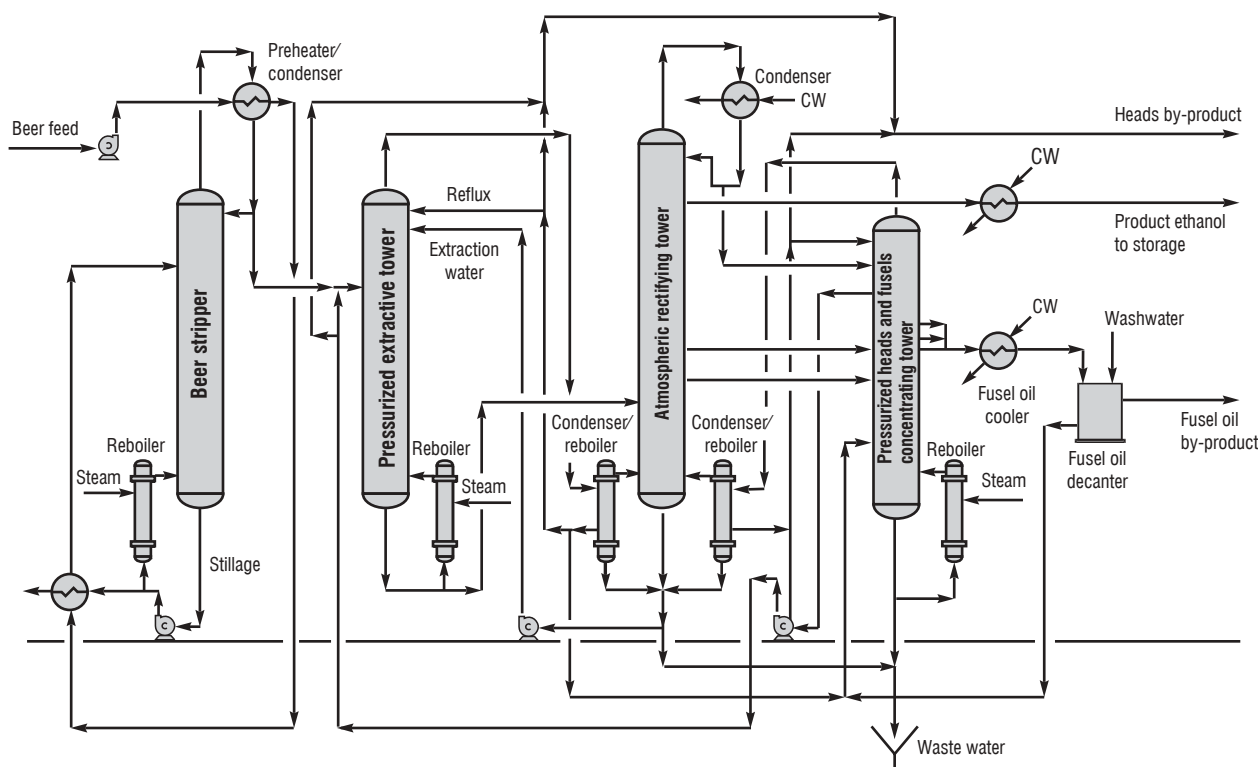 Preheater/
condenser
Beer feed
Condenser
CW
Heads by-product
CW
Product ethanol
to storage
Reflux
Extraction
water
Beer stripper
Pressurized extractive tower
Atmospheric rectifying tower
Pressurized heads and fusels
concentrating tower
CW
Washwater
Fusel oil
cooler
Fusel oil
by-product
Fusel oil
decanter
Reboiler
Steam
Reboiler
Steam
Condenser/
reboiler
Condenser/
reboiler
Reboiler
Steam
Stillage
C
C
C
Waste water